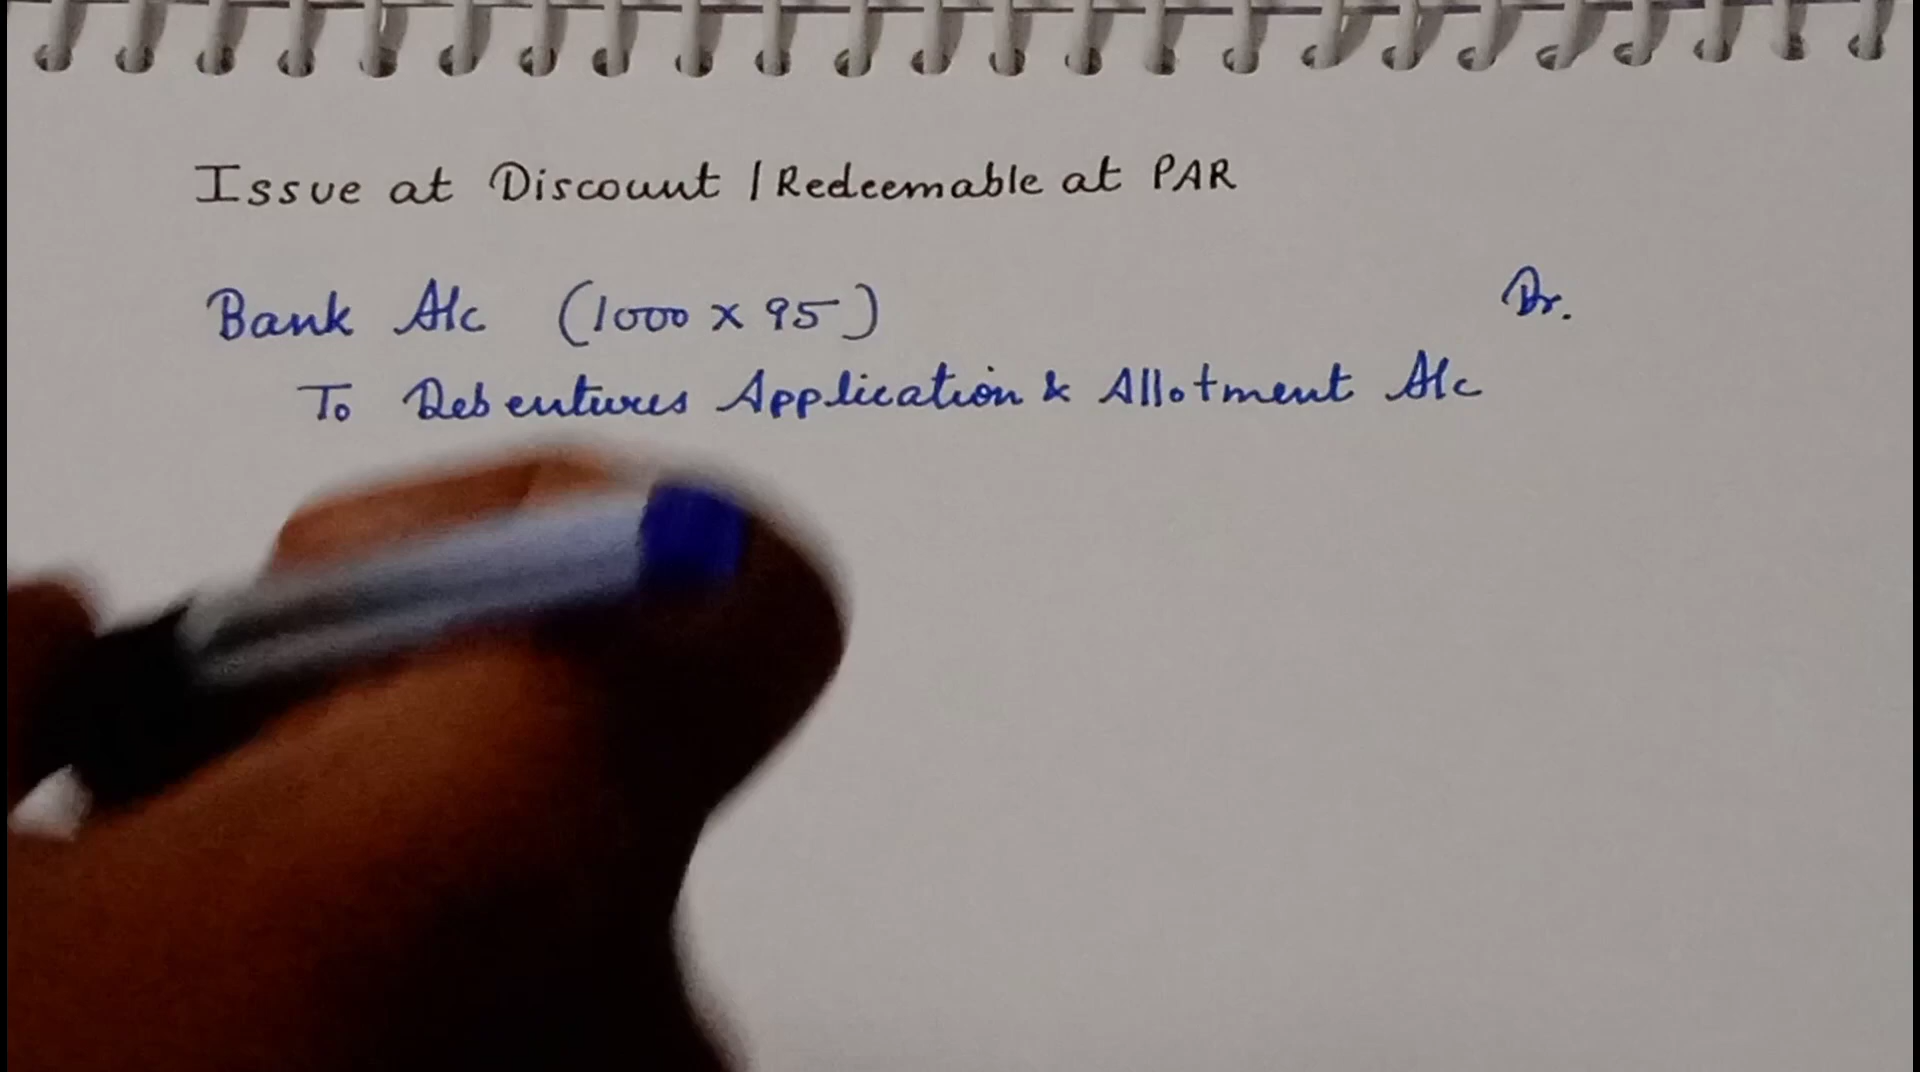 Issue at Discount / Redeemable at PAR
Bank A/c (1000 x 95) Dr.
To Debentures Application & Allotment A/c